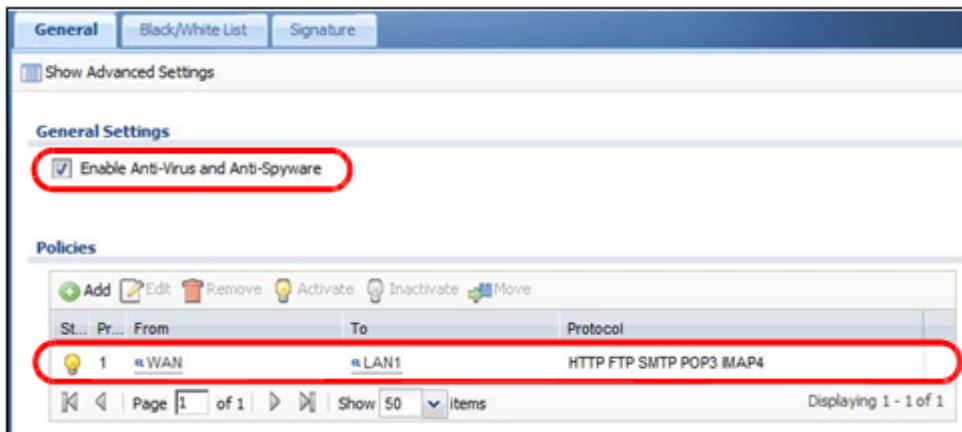 General Black/White List Signature
Show Advanced Settings
General Settings
Enable Anti-Virus and Anti-Spyware
Policies
Add Edit Remove Activate Inactivate Move
St... Pr... From To Protocol
1 WAN LAN1 HTTP FTP SMTP POP3 IMAP4
Page 1 of 1 Show 50 items Displaying 1 - 1 of 1